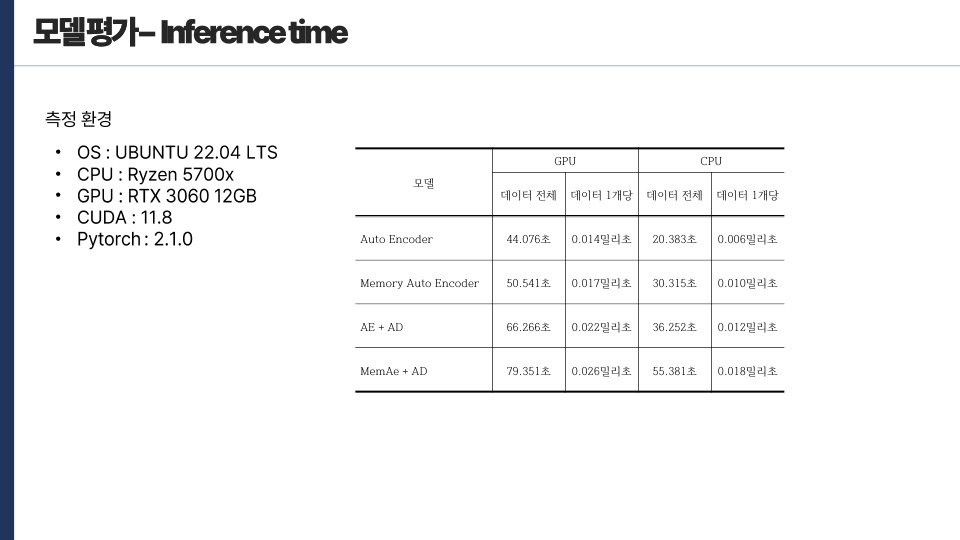 모델평가– Inference time
측정 환경
• OS : UBUNTU 22.04 LTS
• CPU : Ryzen 5700x
• GPU : RTX 3060 12GB
• CUDA : 11.8
• Pytorch : 2.1.0
모델 GPU CPU
데이터 전체 데이터 1개당 데이터 전체 데이터 1개당
Auto Encoder 44.076초 0.014밀리초 20.383초 0.006밀리초
Memory Auto Encoder 50.541초 0.017밀리초 30.315초 0.010밀리초
AE + AD 66.266초 0.022밀리초 36.252초 0.012밀리초
MemAe + AD 79.351초 0.026밀리초 55.381초 0.018밀리초